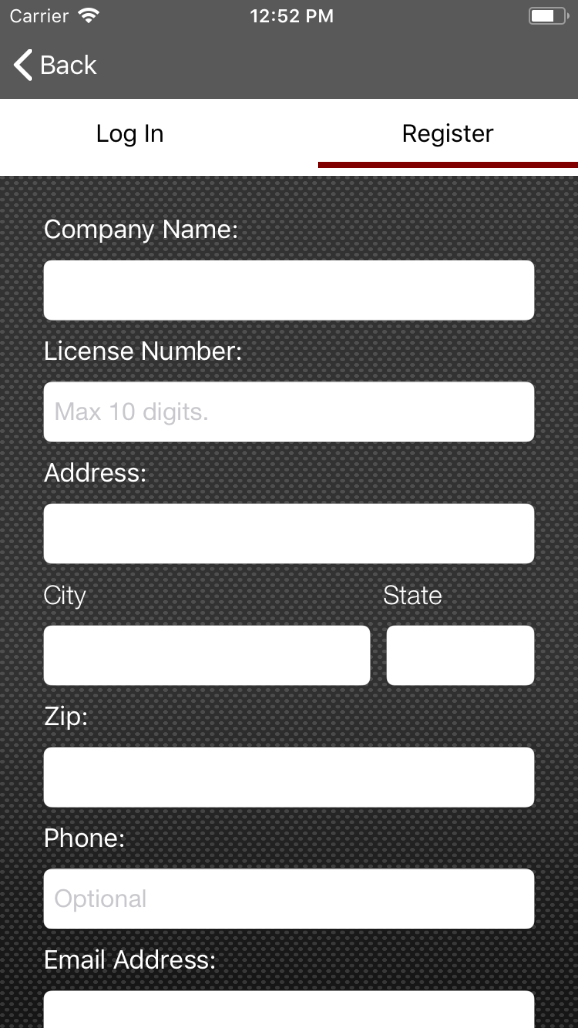 Carrier 12:52 PM
Back
Log In Register
Company Name:
License Number:
Max 10 digits.
Address:
City State
Zip:
Phone:
Optional
Email Address: